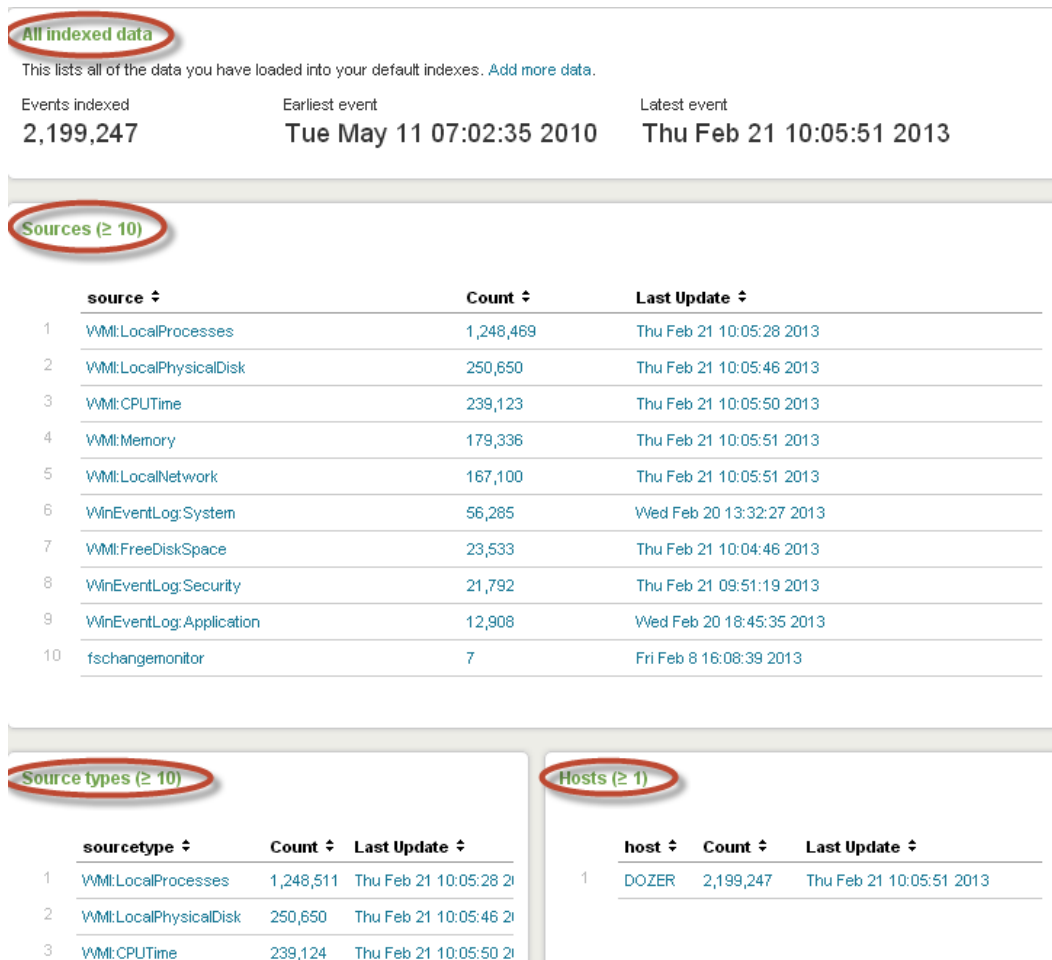 All indexed data
This lists all of the data you have loaded into your default indexes. Add more data.
Events indexed Earliest event Latest event
2,199,247 Tue May 11 07:02:35 2010 Thu Feb 21 10:05:51 2013
Sources (≥ 10)
source Count Last Update
1 WMI:LocalProcesses 1,248,469 Thu Feb 21 10:05:28 2013
2 WMI:LocalPhysicalDisk 250,650 Thu Feb 21 10:05:46 2013
3 WMI:CPUTime 239,123 Thu Feb 21 10:05:50 2013
4 WMI:Memory 179,336 Thu Feb 21 10:05:51 2013
5 WMI:LocalNetwork 167,100 Thu Feb 21 10:05:51 2013
6 WinEventLog:System 56,285 Wed Feb 20 13:32:27 2013
7 WMI:FreeDiskSpace 23,533 Thu Feb 21 10:04:46 2013
8 WinEventLog:Security 21,792 Thu Feb 21 09:51:19 2013
9 WinEventLog:Application 12,908 Wed Feb 20 18:45:35 2013
10 fschangemonitor 7 Fri Feb 8 16:08:39 2013
Source types (≥ 10)
sourcetype Count Last Update
1 WMI:LocalProcesses 1,248,511 Thu Feb 21 10:05:28 2
2 WMI:LocalPhysicalDisk 250,650 Thu Feb 21 10:05:46 2
3 WMI:CPUTime 239,124 Thu Feb 21 10:05:50 2
Hosts (≥ 1)
host Count Last Update
1 DOZER 2,199,247 Thu Feb 21 10:05:51 2013